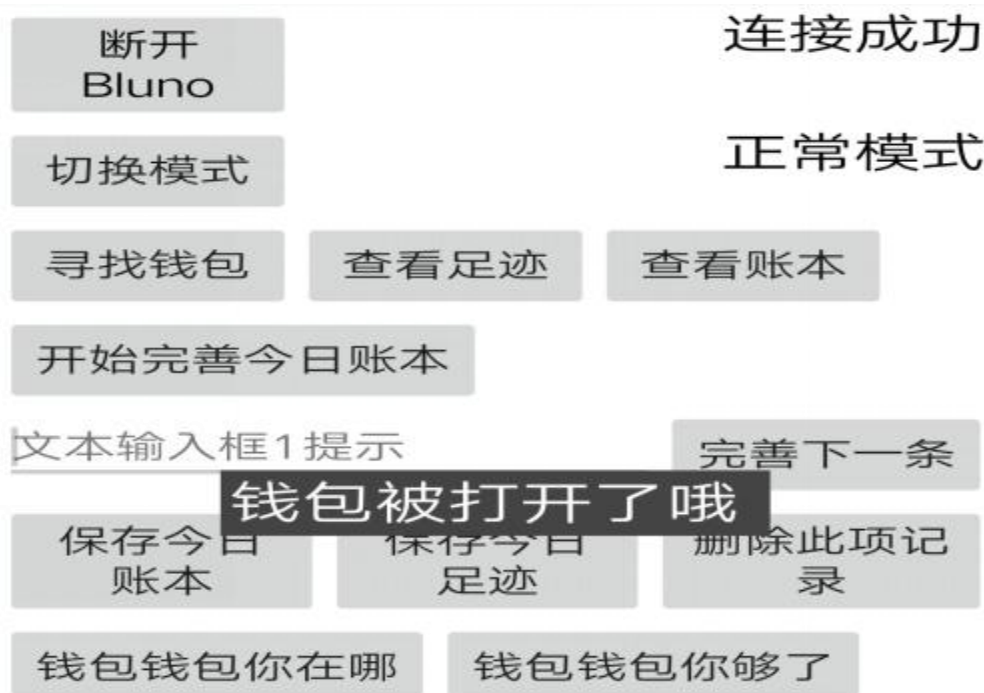 断开
Bluno
连接成功
切换模式
正常模式
寻找钱包
查看足迹
查看账本
开始完善今日账本
文本输入框1提示
完善下一条
钱包被打开了哦
保存今日
账本
保存今日
足迹
删除此项记
录
钱包钱包你在哪
钱包钱包你够了